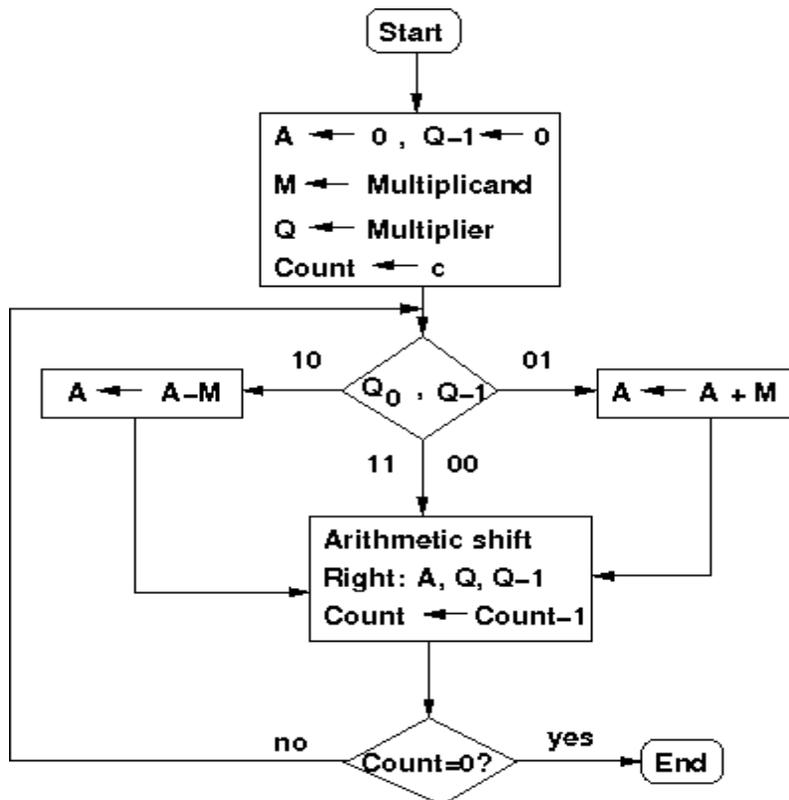 Start
A ← 0 , Q-1 ← 0
M ← Multiplicand
Q ← Multiplier
Count ← c
10
01
A ← A-M
Q0 , Q-1
A ← A + M
11 00
Arithmetic shift
Right: A, Q, Q-1
Count ← Count-1
no
Count=0?
yes
End